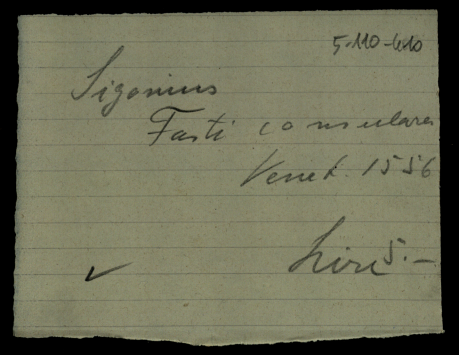 5-110-610
Sigonius
Fasti consulares
Venet. 1556
Lire 5.—
✓